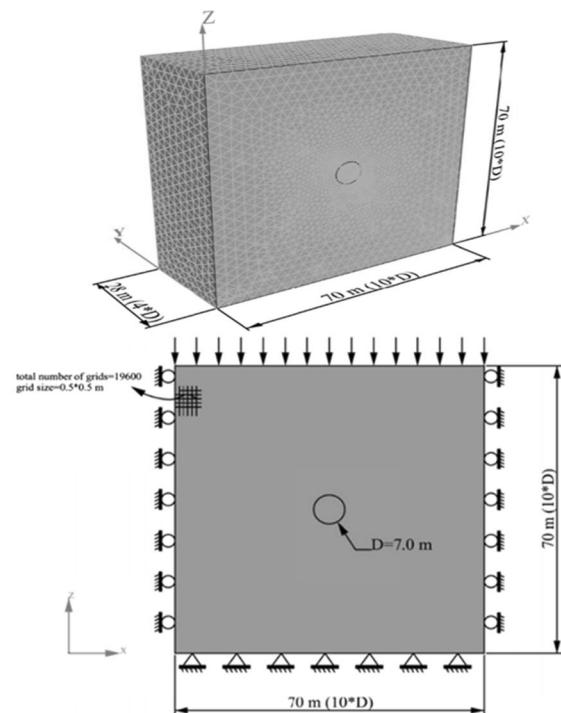 Z
70 m (10*D)
Y
X
28 m (4*D)
70 m (10*D)
total number of grids=19600
grid size=0.5*0.5 m
D=7.0 m
70 m (10*D)
z
x
70 m (10*D)